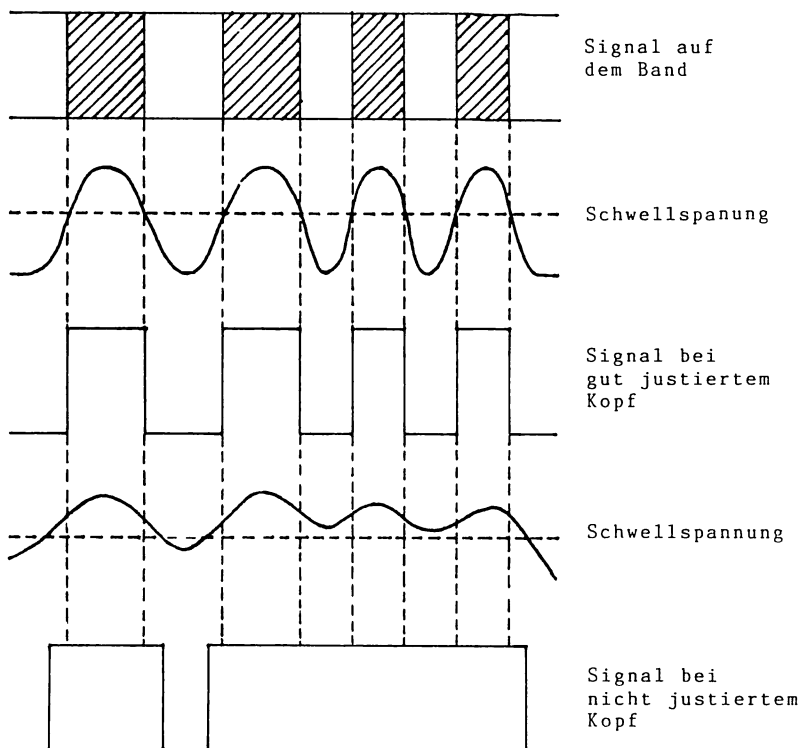 Signal auf
dem Band
Schwellspanung
Signal bei
gut justiertem
Kopf
Schwellspannung
Signal bei
nicht justiertem
Kopf